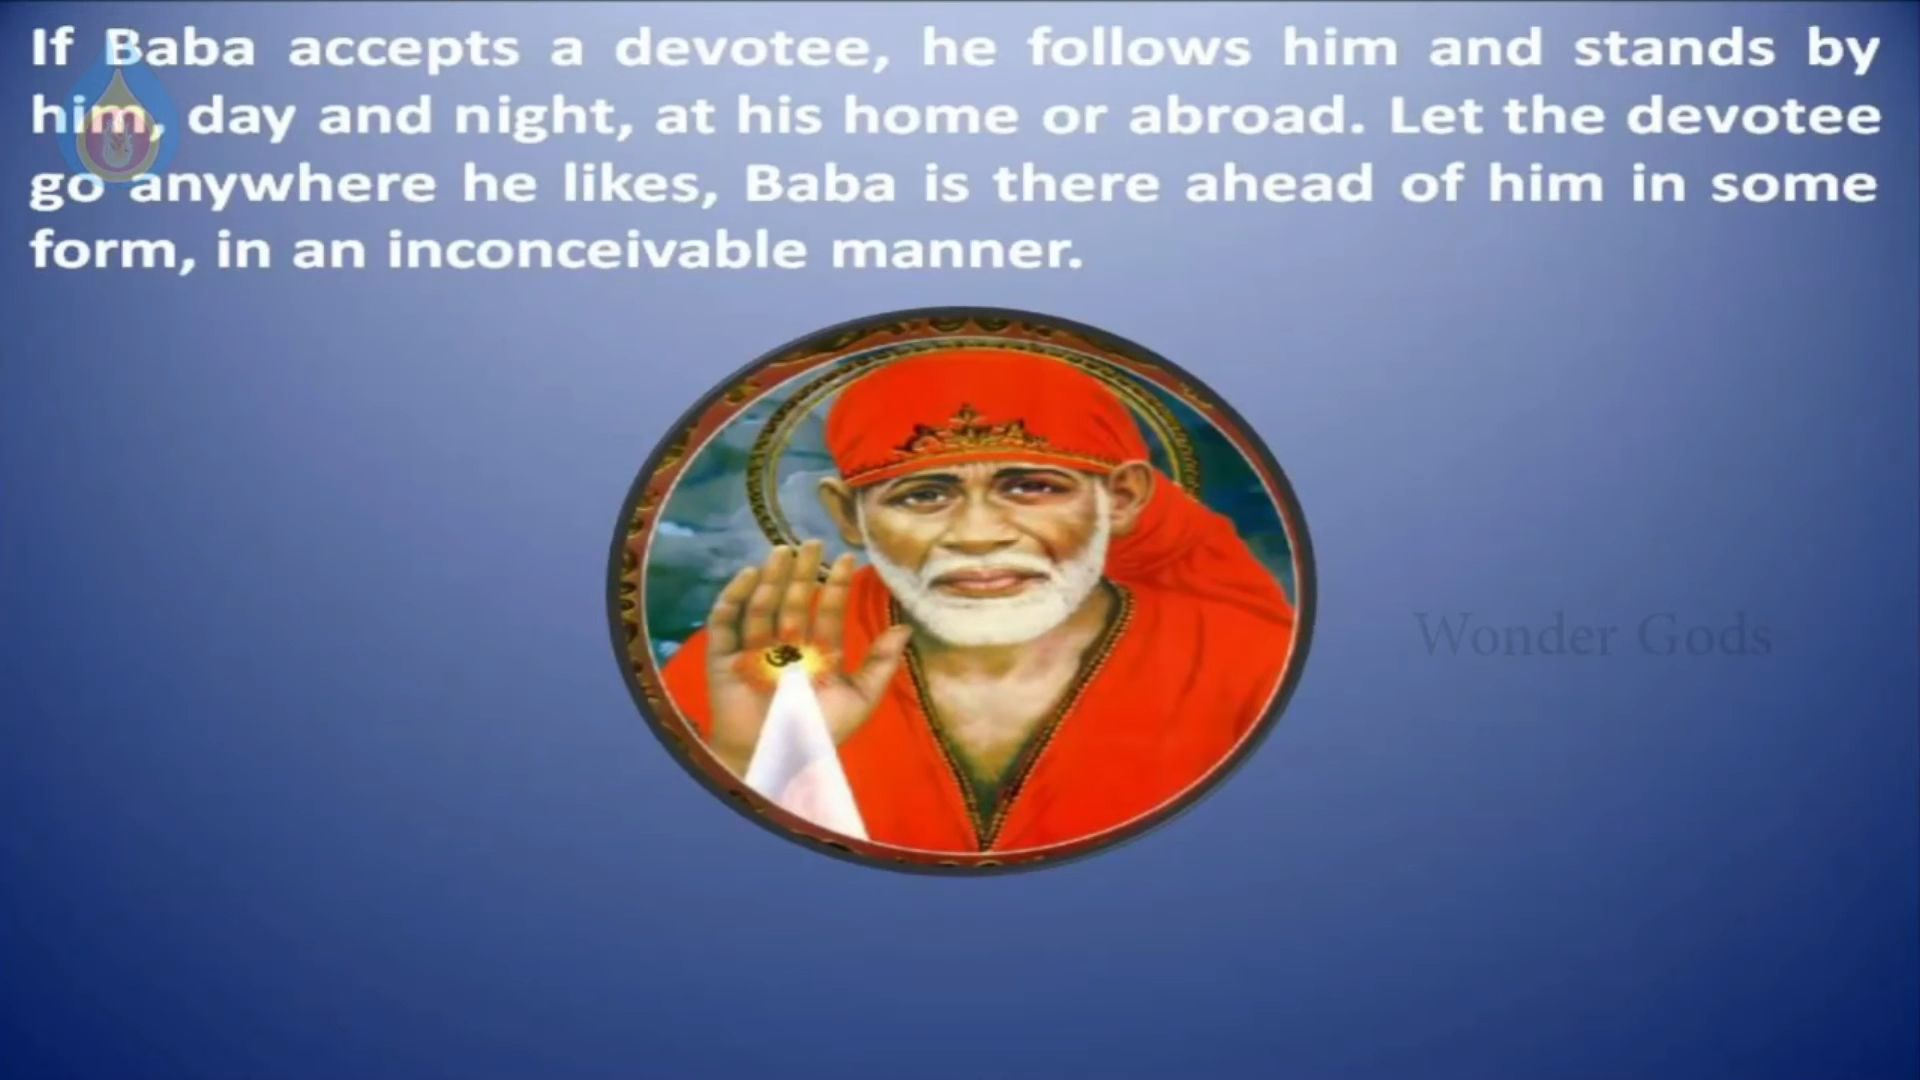 If Baba accepts a devotee, he follows him and stands by
him, day and night, at his home or abroad. Let the devotee
go anywhere he likes, Baba is there ahead of him in some
form, in an inconceivable manner.
ॐ
Wonder Gods